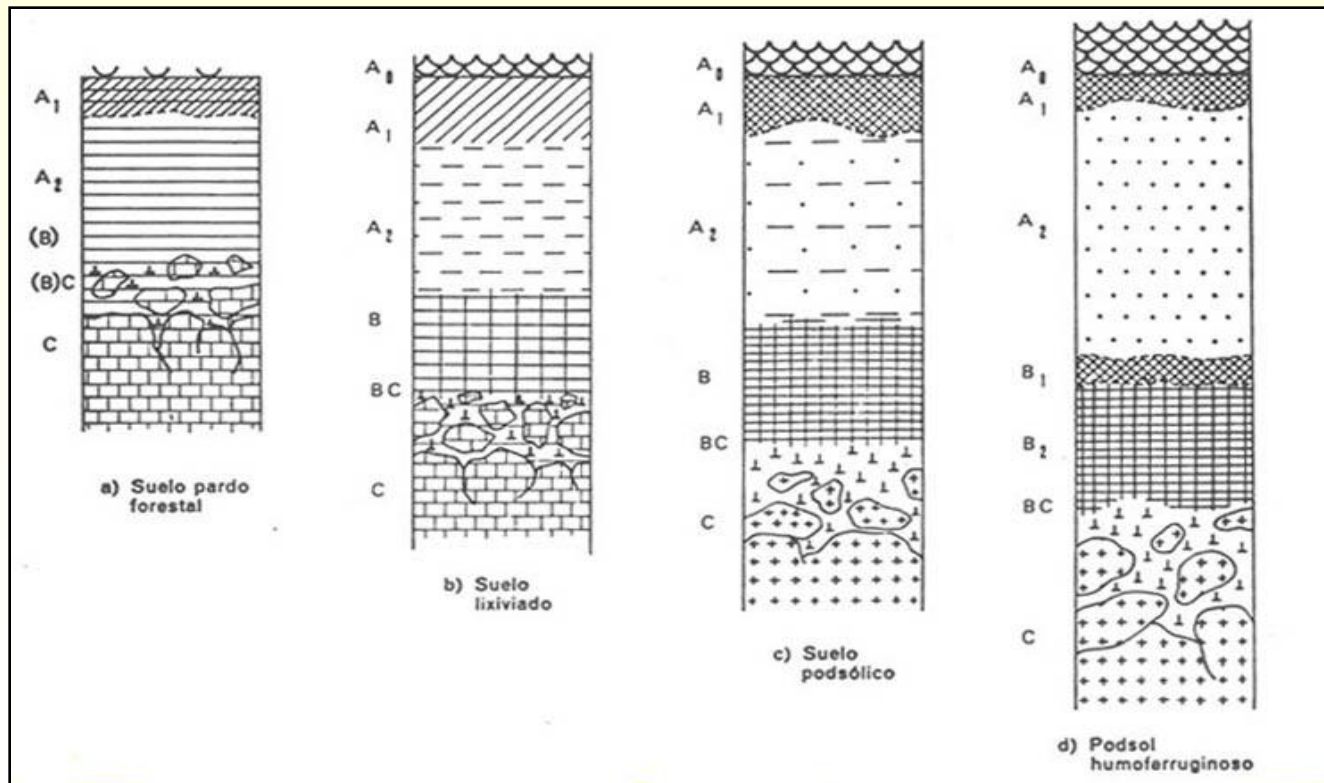 A₁
A₂
(B)
(B)C
C
a) Suelo pardo
forestal
A₀
A₁
A₂
B
BC
C
b) Suelo
lixiviado
A₀
A₁
A₂
B
BC
C
c) Suelo
podsólico
A₀
A₁
A₂
B₁
B₂
BC
C
d) Podsol
humoferruginoso